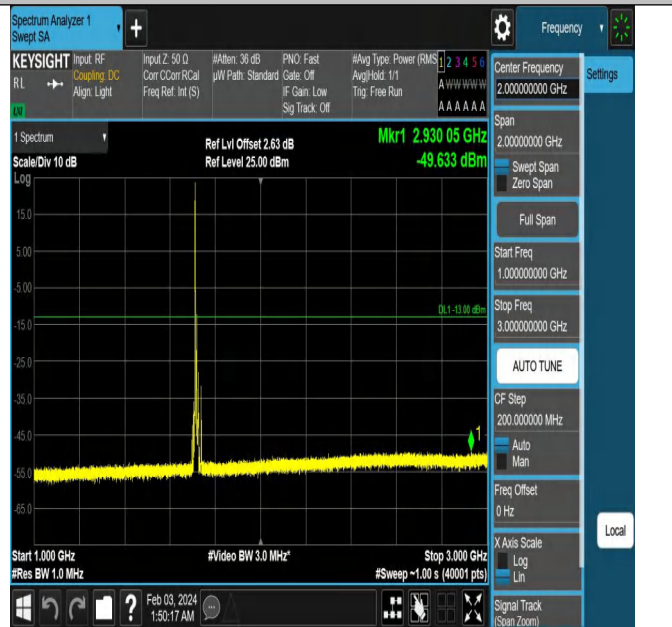 Spectrum Analyzer 1
Swept SA
Frequency
KEYSIGHT
RL
LXI
Input: RF
Coupling: DC
Align: Light
Input Z: 50 Ω
Corr CCorr RCal
Freq Ref: Int (S)
#Atten: 36 dB
µW Path: Standard
PNO: Fast
Gate: Off
IF Gain: Low
Sig Track: Off
#Avg Type: Power (RMS
Avg|Hold: 1/1
Trig: Free Run
1 2 3 4 5 6
A W W W W W
A A A A A A
1 Spectrum
Scale/Div 10 dB
Ref Lvl Offset 2.63 dB
Ref Level 25.00 dBm
Mkr1 2.930 05 GHz
-49.633 dBm
Log
15.0
5.00
-5.00
-15.0
-25.0
-35.0
-45.0
-55.0
-65.0
DL1 -13.00 dBm
1
Start 1.000 GHz
#Res BW 1.0 MHz
#Video BW 3.0 MHz*
Stop 3.000 GHz
#Sweep ~1.00 s (40001 pts)
Center Frequency
2.000000000 GHz
Settings
Span
2.00000000 GHz
Swept Span
Zero Span
Full Span
Start Freq
1.000000000 GHz
Stop Freq
3.000000000 GHz
AUTO TUNE
CF Step
200.000000 MHz
Auto
Man
Freq Offset
0 Hz
X Axis Scale
Log
Lin
Local
Signal Track
(Span Zoom)
?
Feb 03, 2024
1:50:17 AM